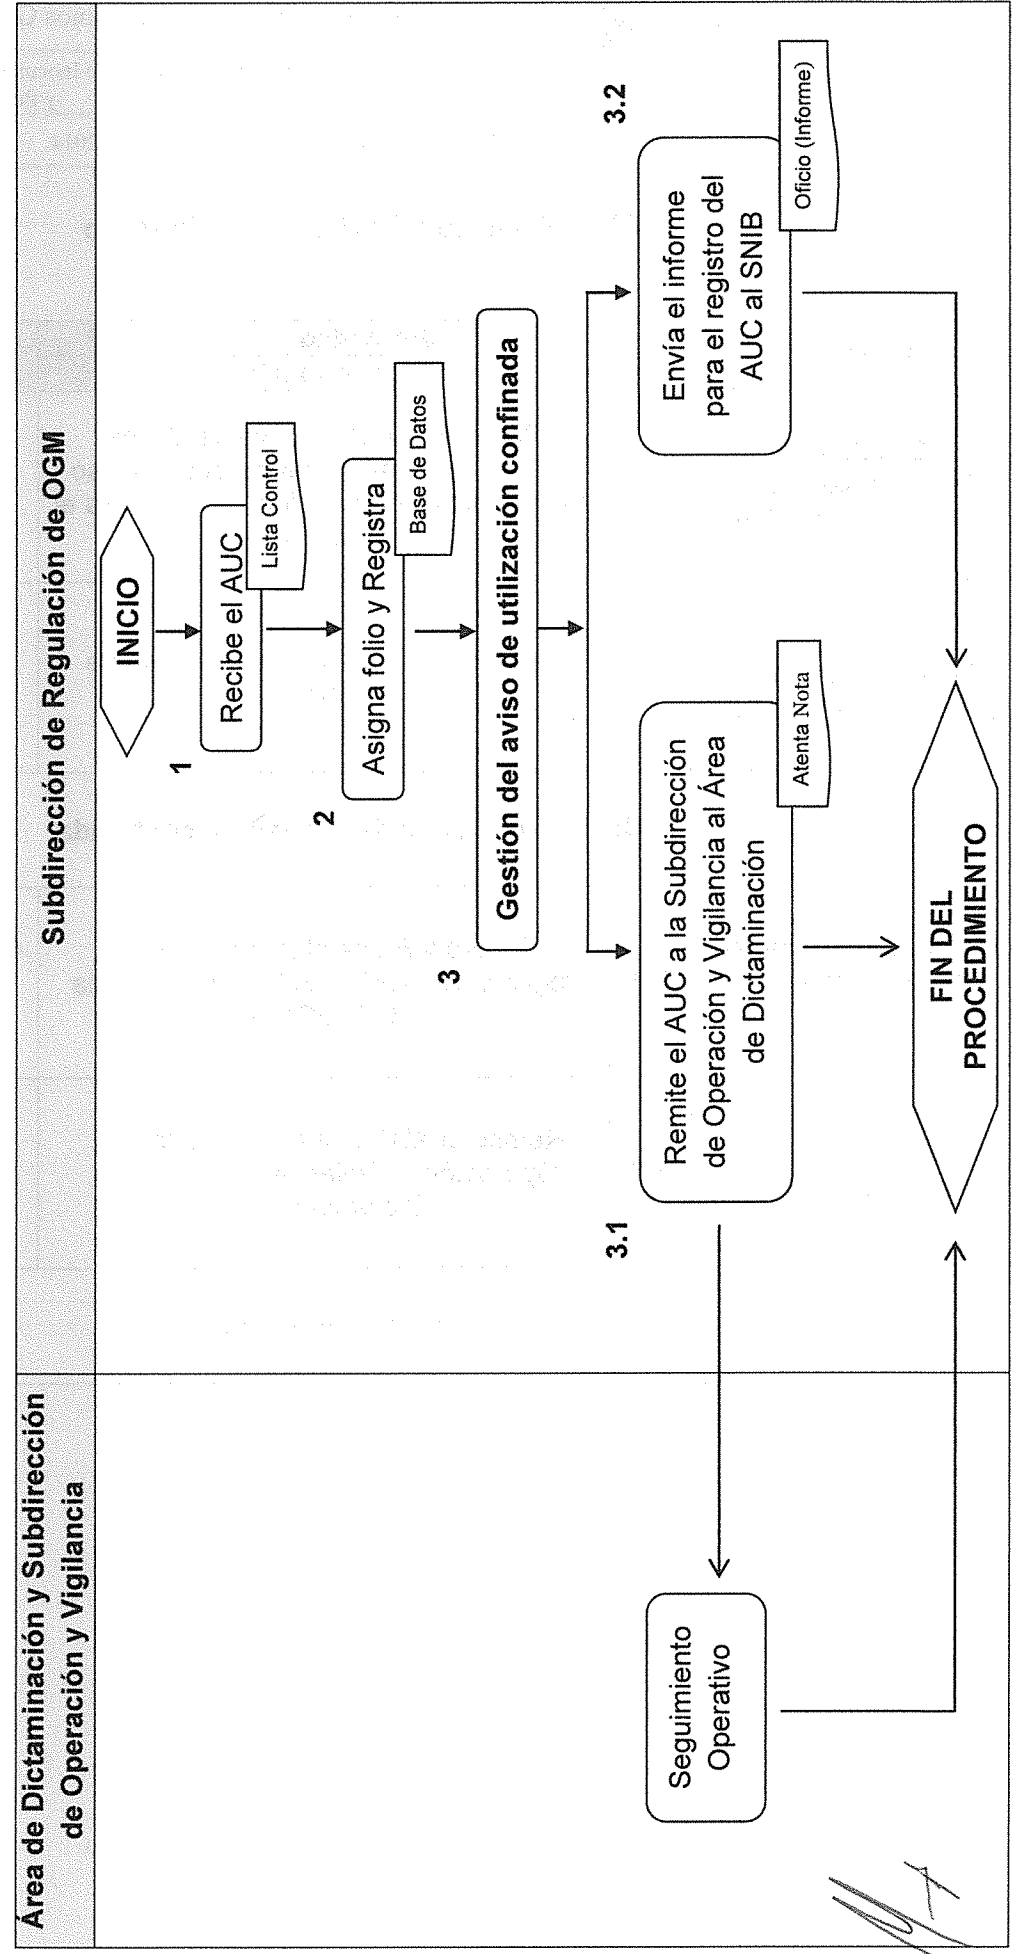 Área de Dictaminación y Subdirección
de Operación y Vigilancia
Subdirección de Regulación de OGM
INICIO
1
Recibe el AUC
Lista Control
2
Asigna folio y Registra
Base de Datos
3
Gestión del aviso de utilización confinada
3.1
Remite el AUC a la Subdirección
de Operación y Vigilancia al Área
de Dictaminación
Atenta Nota
3.2
Envía el informe
para el registro del
AUC al SNIB
Oficio (Informe)
Seguimiento
Operativo
FIN DEL
PROCEDIMIENTO